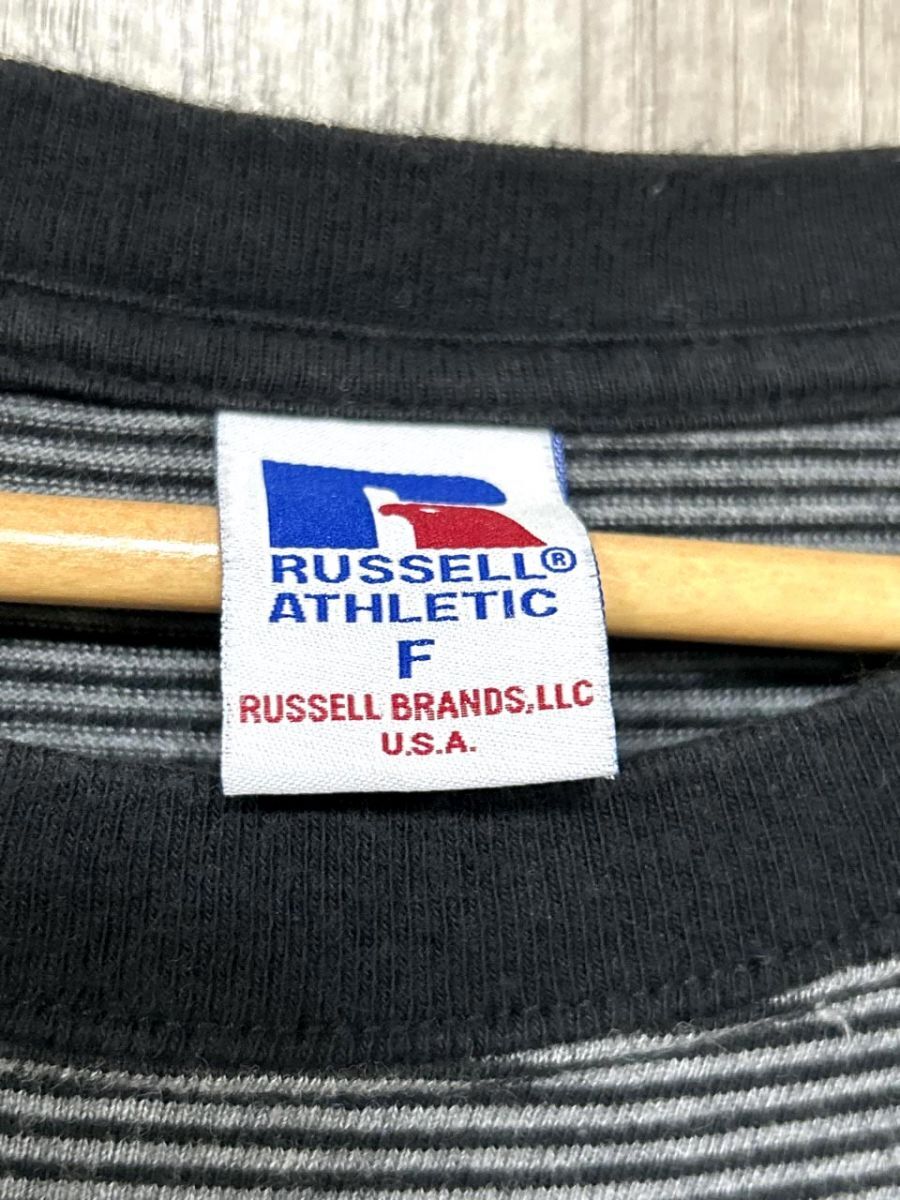 RUSSELL®
ATHLETIC
F
RUSSELL BRANDS,LLC
U.S.A.